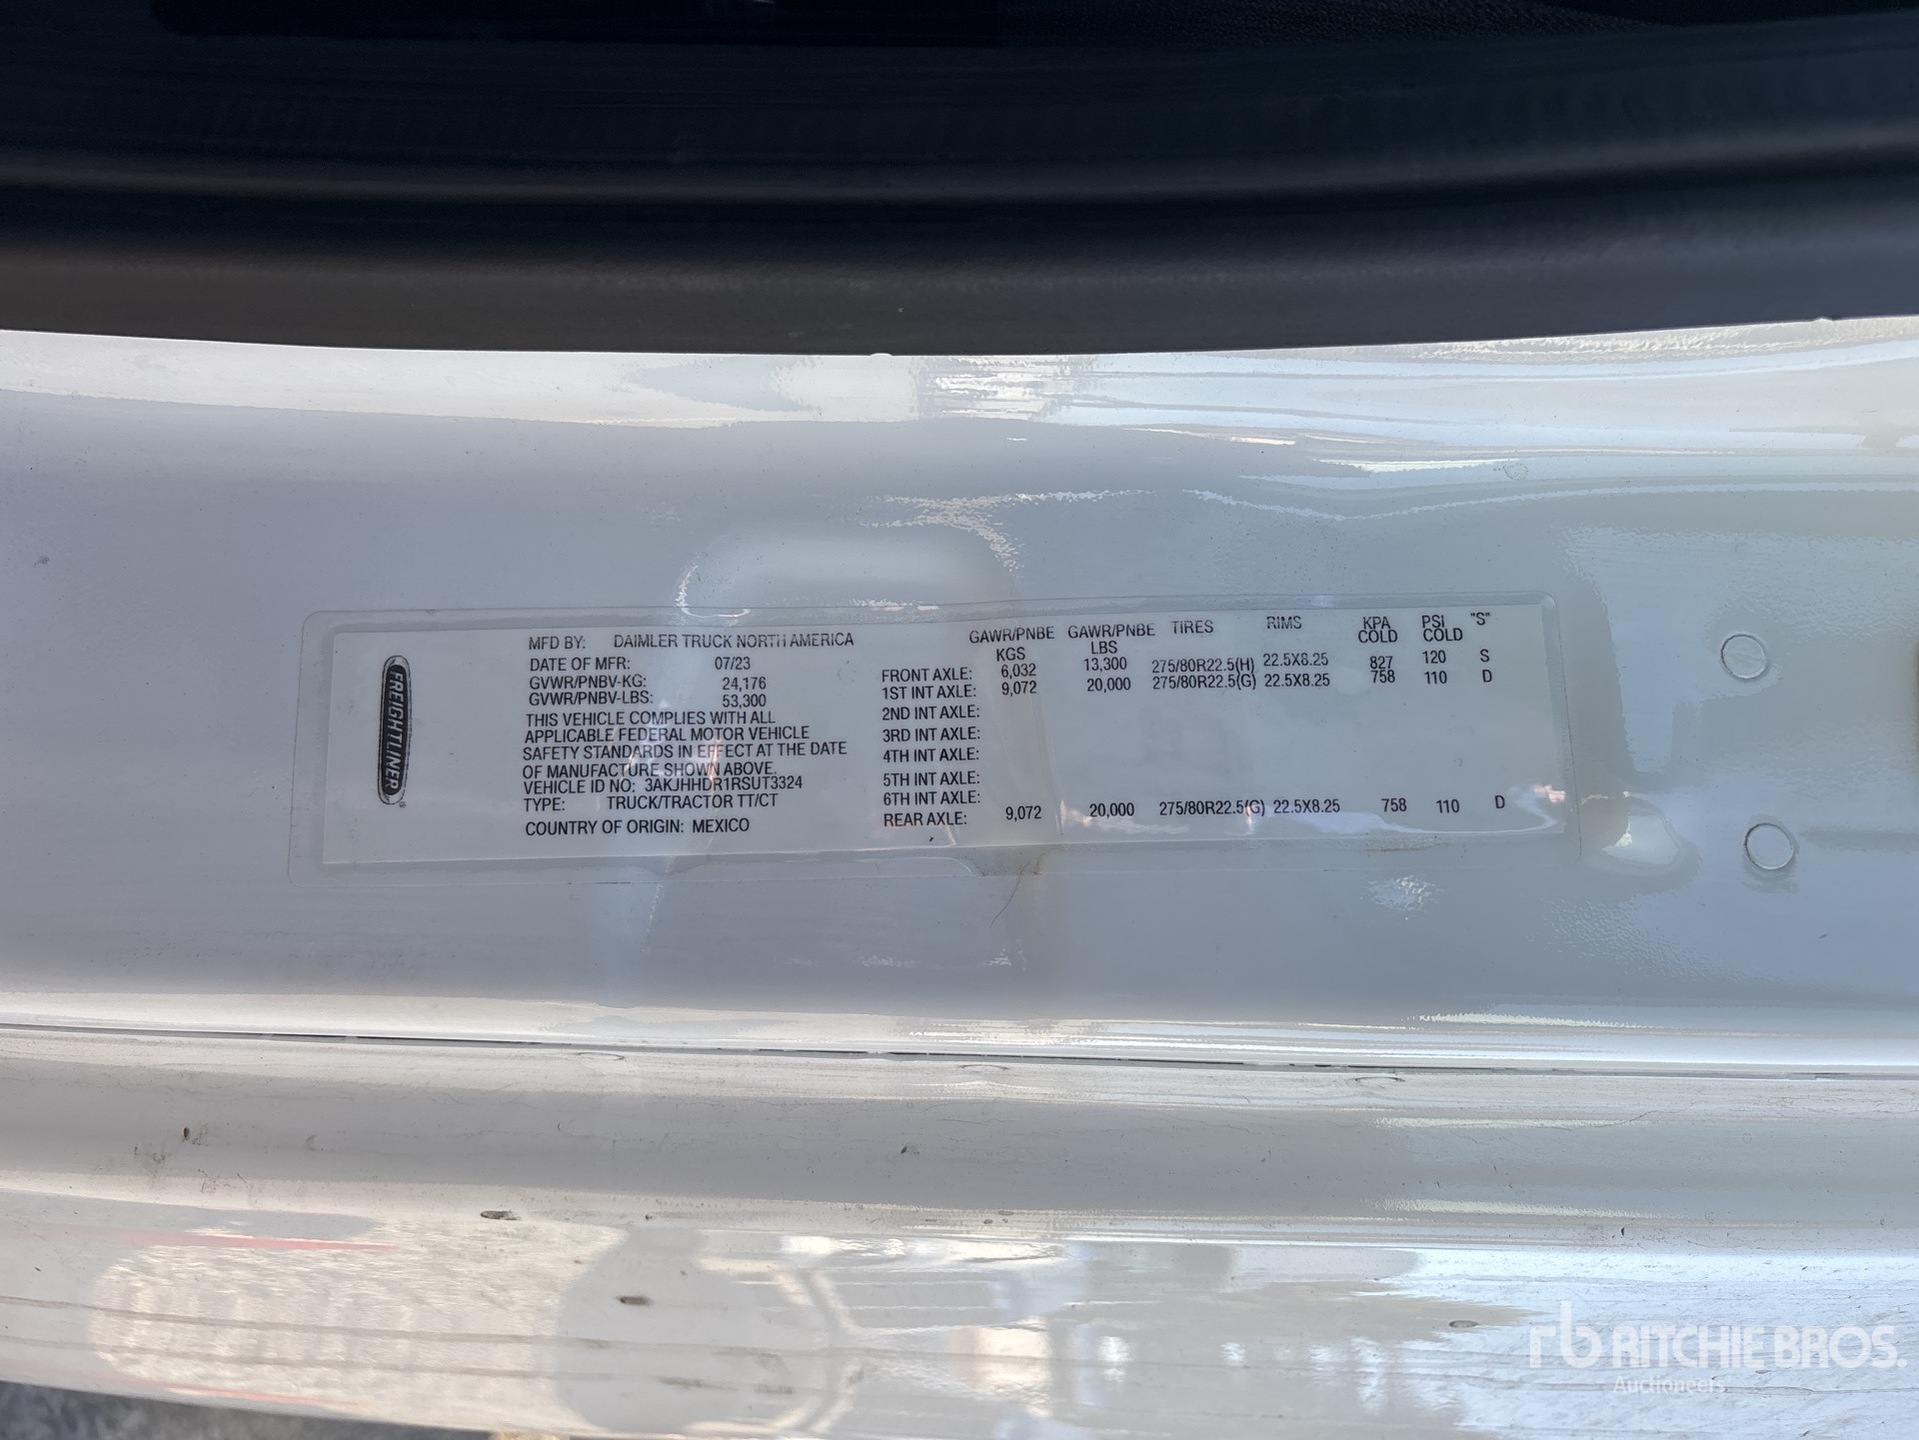 FREIGHTLINER
MFD BY: DAIMLER TRUCK NORTH AMERICA
DATE OF MFR: 07/23
GVWR/PNBV-KG: 24,176
GVWR/PNBV-LBS: 53,300
THIS VEHICLE COMPLIES WITH ALL
APPLICABLE FEDERAL MOTOR VEHICLE
SAFETY STANDARDS IN EFFECT AT THE DATE
OF MANUFACTURE SHOWN ABOVE.
VEHICLE ID NO: 3AKJHHDR1RSUT3324
TYPE: TRUCK/TRACTOR TT/CT
COUNTRY OF ORIGIN: MEXICO
GAWR/PNBE GAWR/PNBE TIRES RIMS KPA PSI "S"
KGS LBS COLD COLD
FRONT AXLE: 6,032 13,300 275/80R22.5(H) 22.5X8.25 827 120 S
1ST INT AXLE: 9,072 20,000 275/80R22.5(G) 22.5X8.25 758 110 D
2ND INT AXLE:
3RD INT AXLE:
4TH INT AXLE:
5TH INT AXLE:
6TH INT AXLE:
REAR AXLE: 9,072 20,000 275/80R22.5(G) 22.5X8.25 758 110 D
rb RITCHIE BROS.
Auctioneers